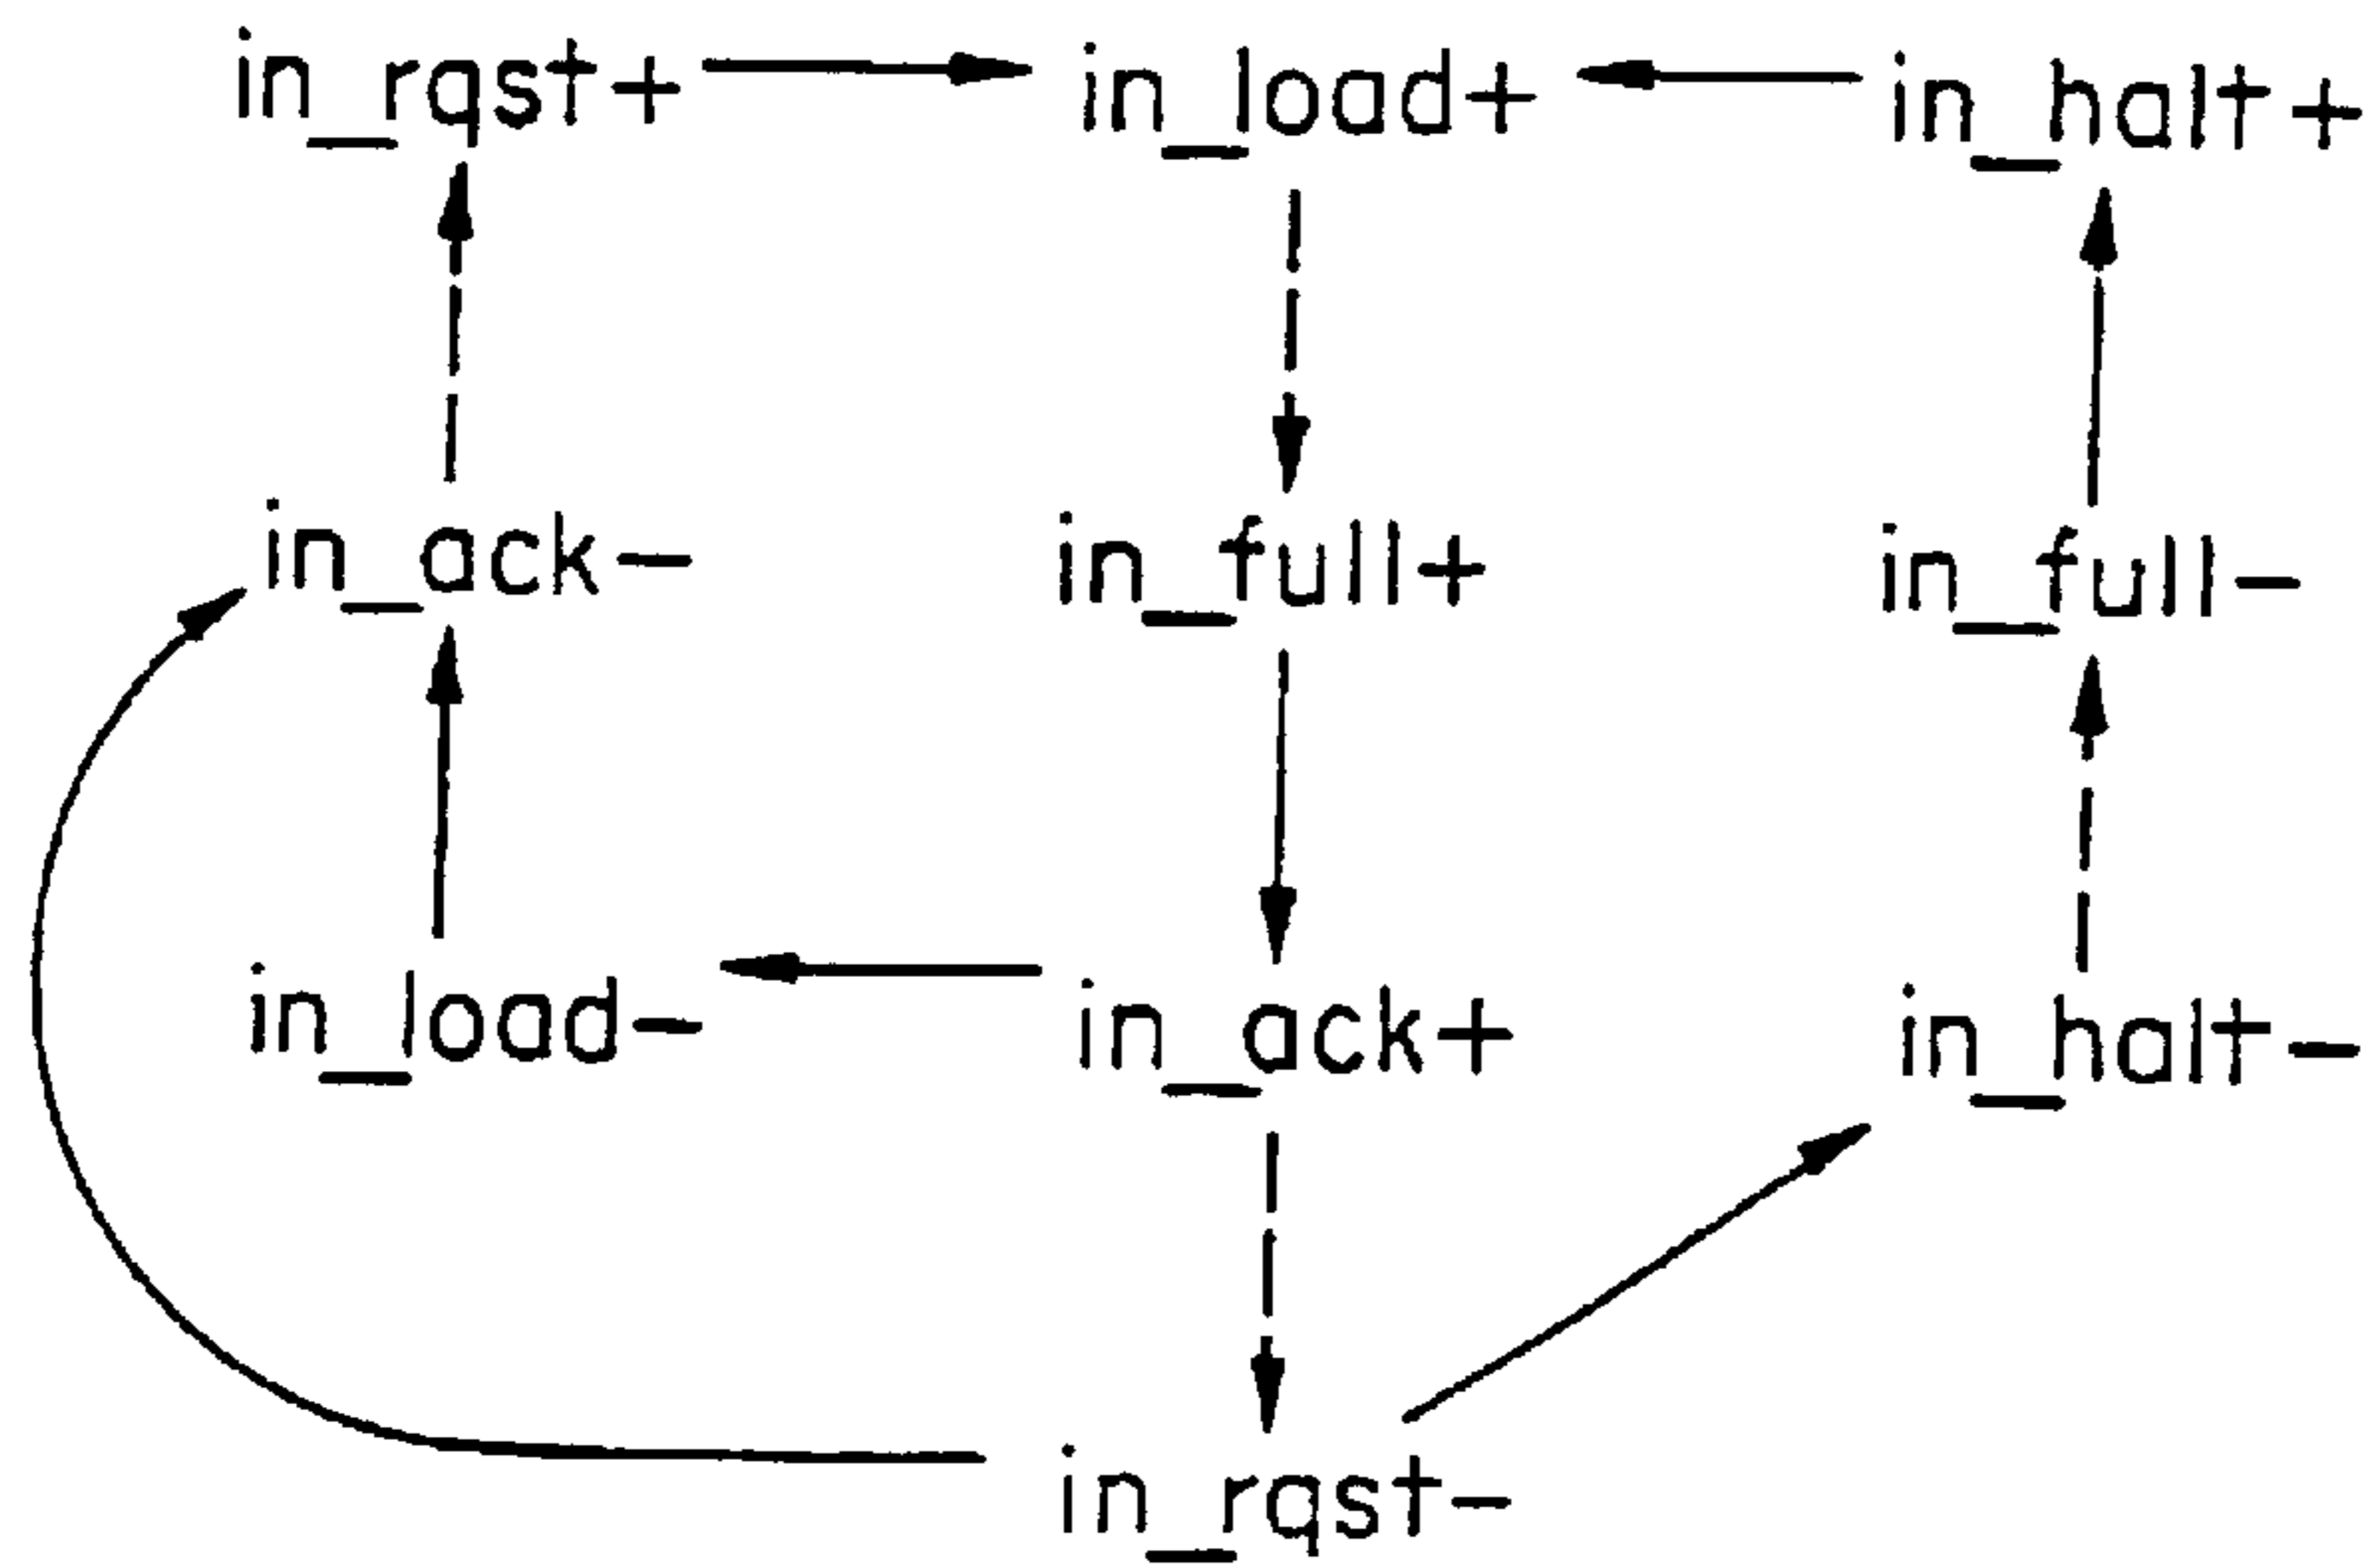 in_rqst+ in_load+ in_halt+
in_ack- in_full+ in_full-
in_load- in_ack+ in_halt-
in_rqst-